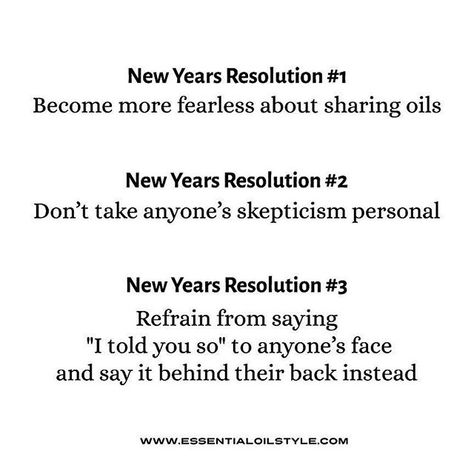 New Years Resolution #1
Become more fearless about sharing oils
New Years Resolution #2
Don’t take anyone’s skepticism personal
New Years Resolution #3
Refrain from saying
"I told you so" to anyone’s face
and say it behind their back instead
WWW.ESSENTIALOILSTYLE.COM